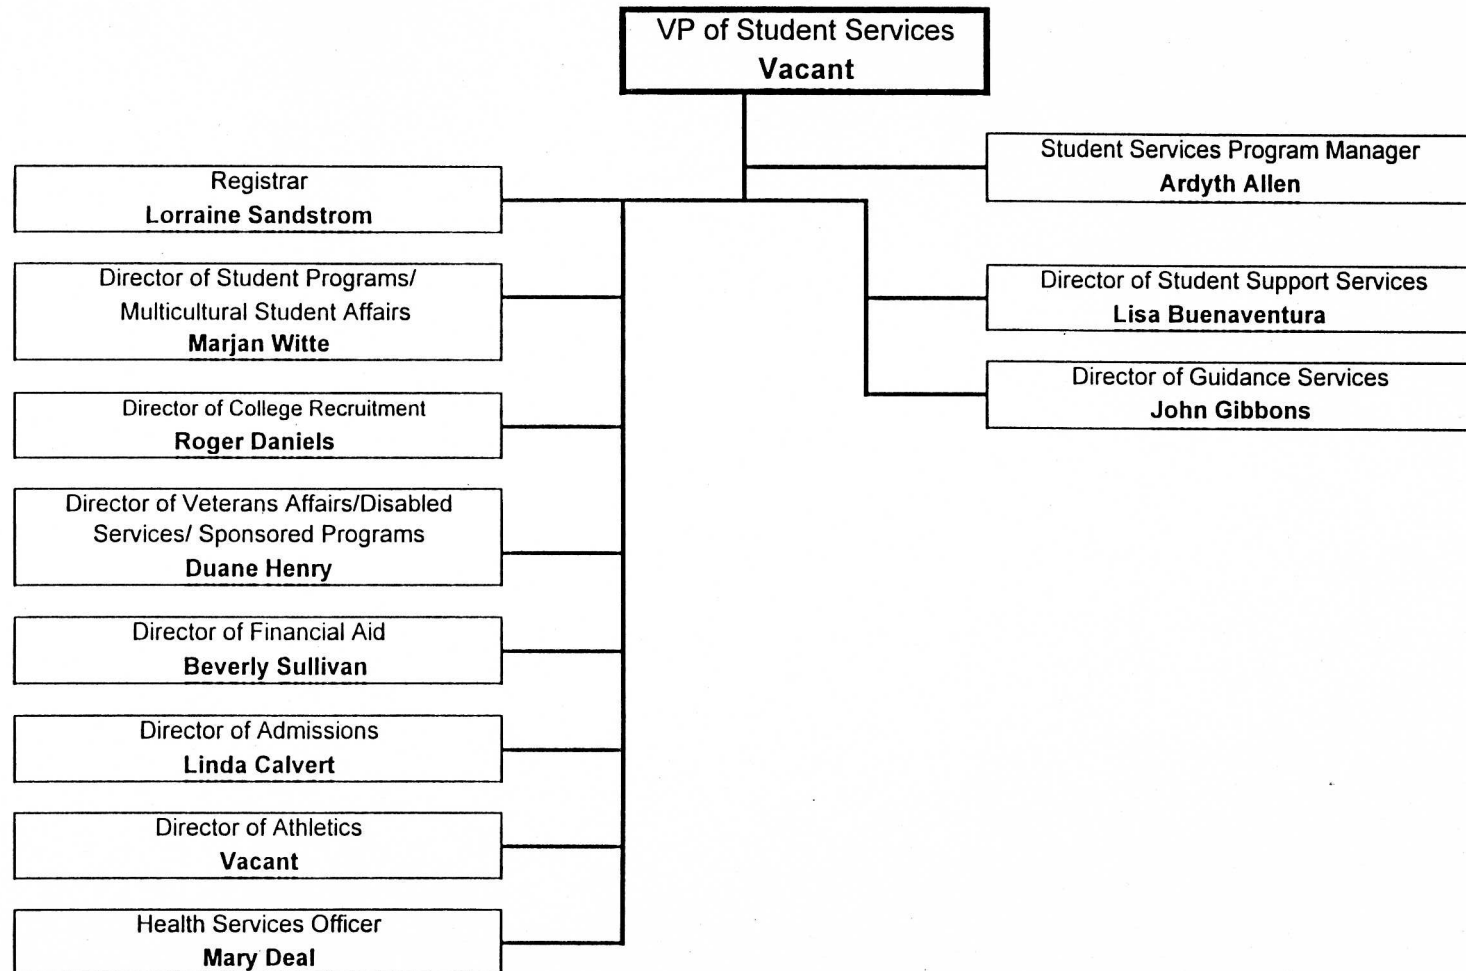 VP of Student Services
Vacant
Student Services Program Manager
Ardyth Allen
Registrar
Lorraine Sandstrom
Director of Student Programs/
Multicultural Student Affairs
Marjan Witte
Director of Student Support Services
Lisa Buenaventura
Director of Guidance Services
John Gibbons
Director of College Recruitment
Roger Daniels
Director of Veterans Affairs/Disabled
Services/ Sponsored Programs
Duane Henry
Director of Financial Aid
Beverly Sullivan
Director of Admissions
Linda Calvert
Director of Athletics
Vacant
Health Services Officer
Mary Deal